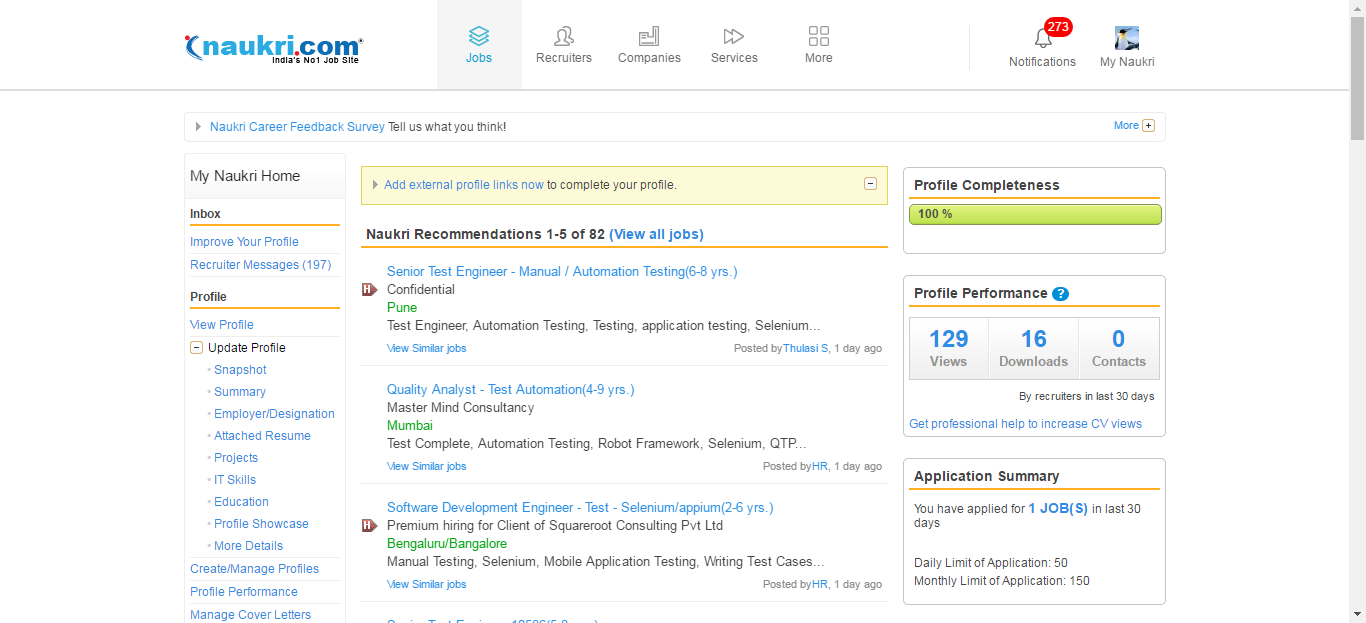 naukri.com
India's No1 Job Site
Jobs
Recruiters
Companies
Services
More
273
Notifications
My Naukri
Naukri Career Feedback Survey Tell us what you think!
More
My Naukri Home
Inbox
Improve Your Profile
Recruiter Messages (197)
Profile
View Profile
Update Profile
Snapshot
Summary
Employer/Designation
Attached Resume
Projects
IT Skills
Education
Profile Showcase
More Details
Create/Manage Profiles
Profile Performance
Manage Cover Letters
Add external profile links now to complete your profile.
Naukri Recommendations 1-5 of 82 (View all jobs)
Senior Test Engineer - Manual / Automation Testing(6-8 yrs.)
H
Confidential
Pune
Test Engineer, Automation Testing, Testing, application testing, Selenium...
View Similar jobs
Posted byThulasi S, 1 day ago
Quality Analyst - Test Automation(4-9 yrs.)
Master Mind Consultancy
Mumbai
Test Complete, Automation Testing, Robot Framework, Selenium, QTP...
View Similar jobs
Posted byHR, 1 day ago
Software Development Engineer - Test - Selenium/appium(2-6 yrs.)
H
Premium hiring for Client of Squareroot Consulting Pvt Ltd
Bengaluru/Bangalore
Manual Testing, Selenium, Mobile Application Testing, Writing Test Cases...
View Similar jobs
Posted byHR, 1 day ago
Profile Completeness
100 %
Profile Performance ?
129
Views
16
Downloads
0
Contacts
By recruiters in last 30 days
Get professional help to increase CV views
Application Summary
You have applied for 1 JOB(S) in last 30
days
Daily Limit of Application: 50
Monthly Limit of Application: 150